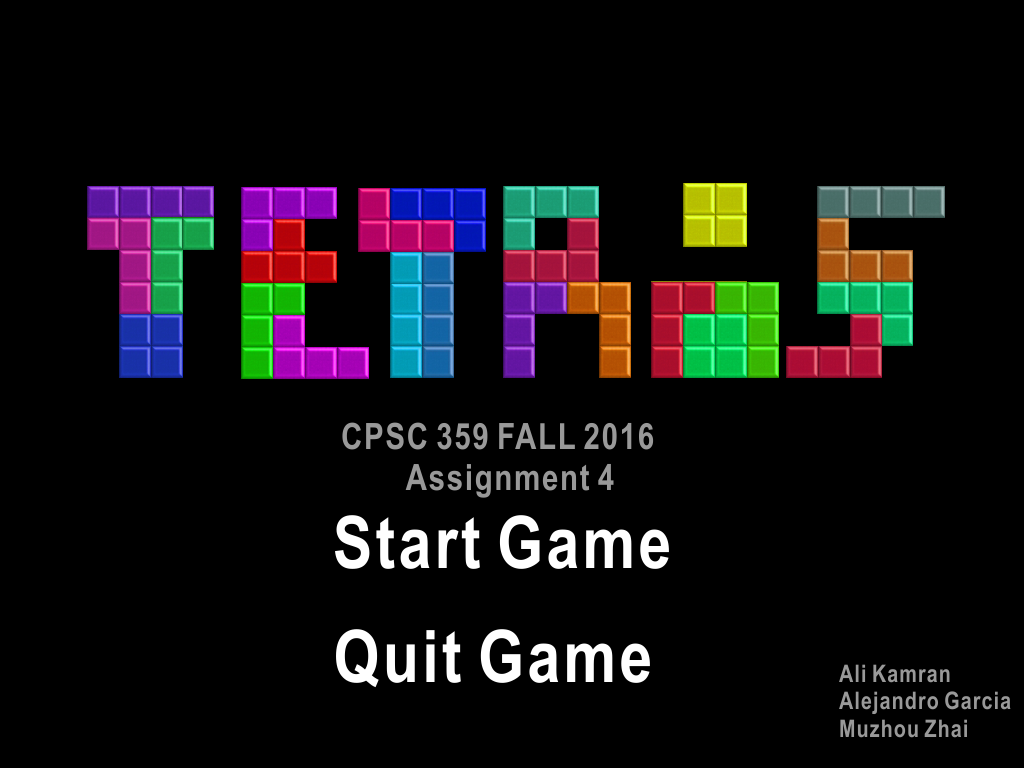 TETRiS
CPSC 359 FALL 2016
Assignment 4
Start Game
Quit Game
Ali Kamran
Alejandro Garcia
Muzhou Zhai